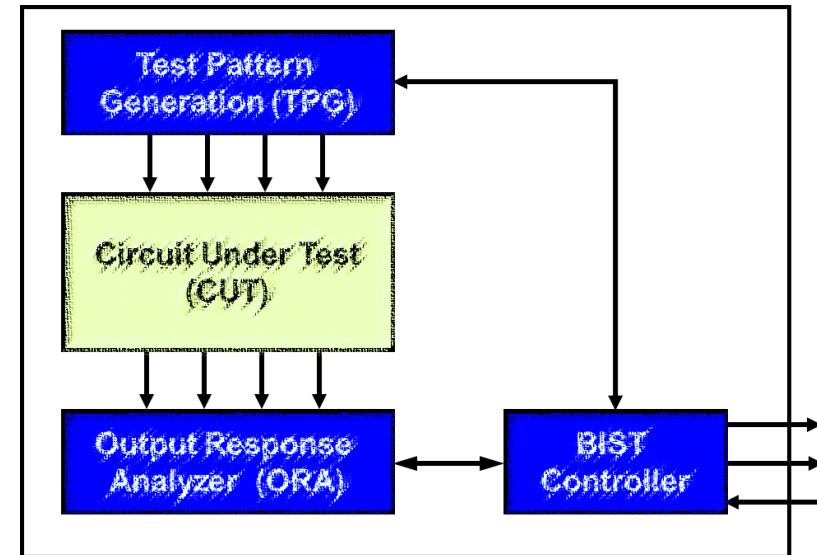 Test Pattern
Generation (TPG)
Circuit Under Test
(CUT)
Output Response
Analyzer (ORA)
BIST
Controller